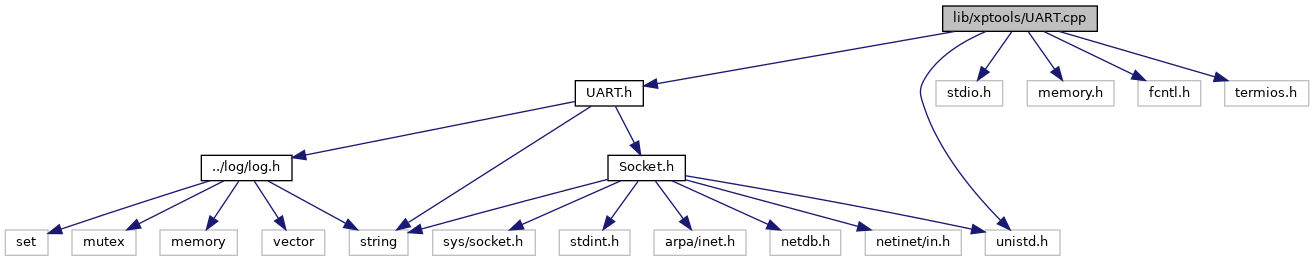 lib/xptools/UART.cpp
UART.h
stdio.h
memory.h
fcntl.h
termios.h
../log/log.h
Socket.h
set
mutex
memory
vector
string
sys/socket.h
stdint.h
arpa/inet.h
netdb.h
netinet/in.h
unistd.h